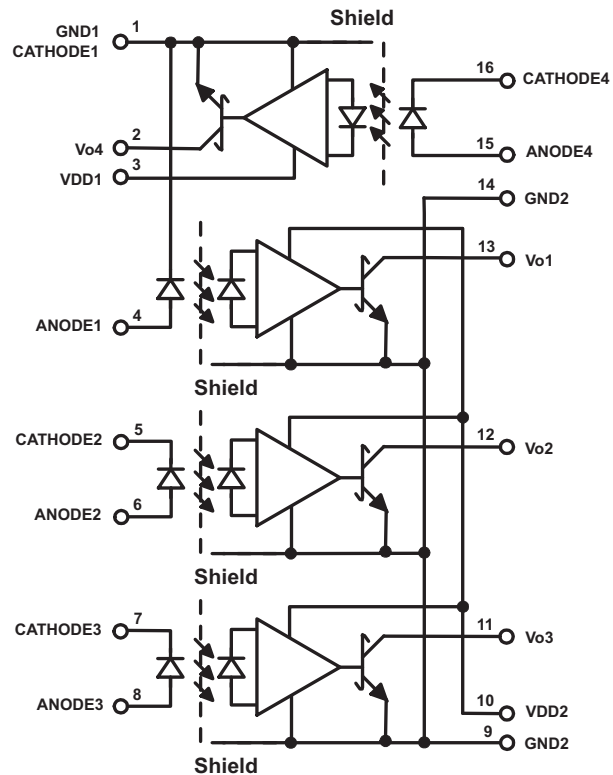 Shield
GND1 1
CATHODE1
16 CATHODE4
2
Vo4
3
VDD1
15
ANODE4
14
GND2
13
Vo1
4
ANODE1
Shield
5
CATHODE2
12
Vo2
6
ANODE2
Shield
7
CATHODE3
11
Vo3
8
ANODE3
10
VDD2
9
GND2
Shield